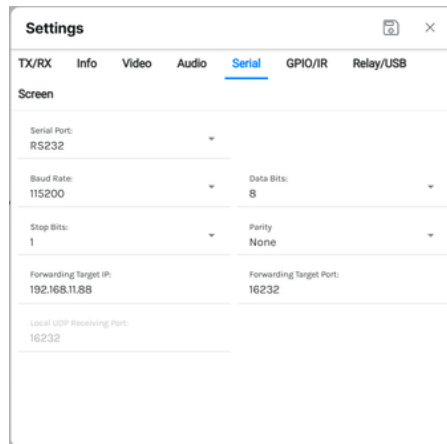 Settings
TX/RX Info Video Audio Serial GPIO/IR Relay/USB
Screen
Serial Port:
RS232
Baud Rate: Data Bits:
115200 8
Stop Bits: Parity
1 None
Forwarding Target IP: Forwarding Target Port:
192.168.11.88 16232
Local UDP Receiving Port:
16232